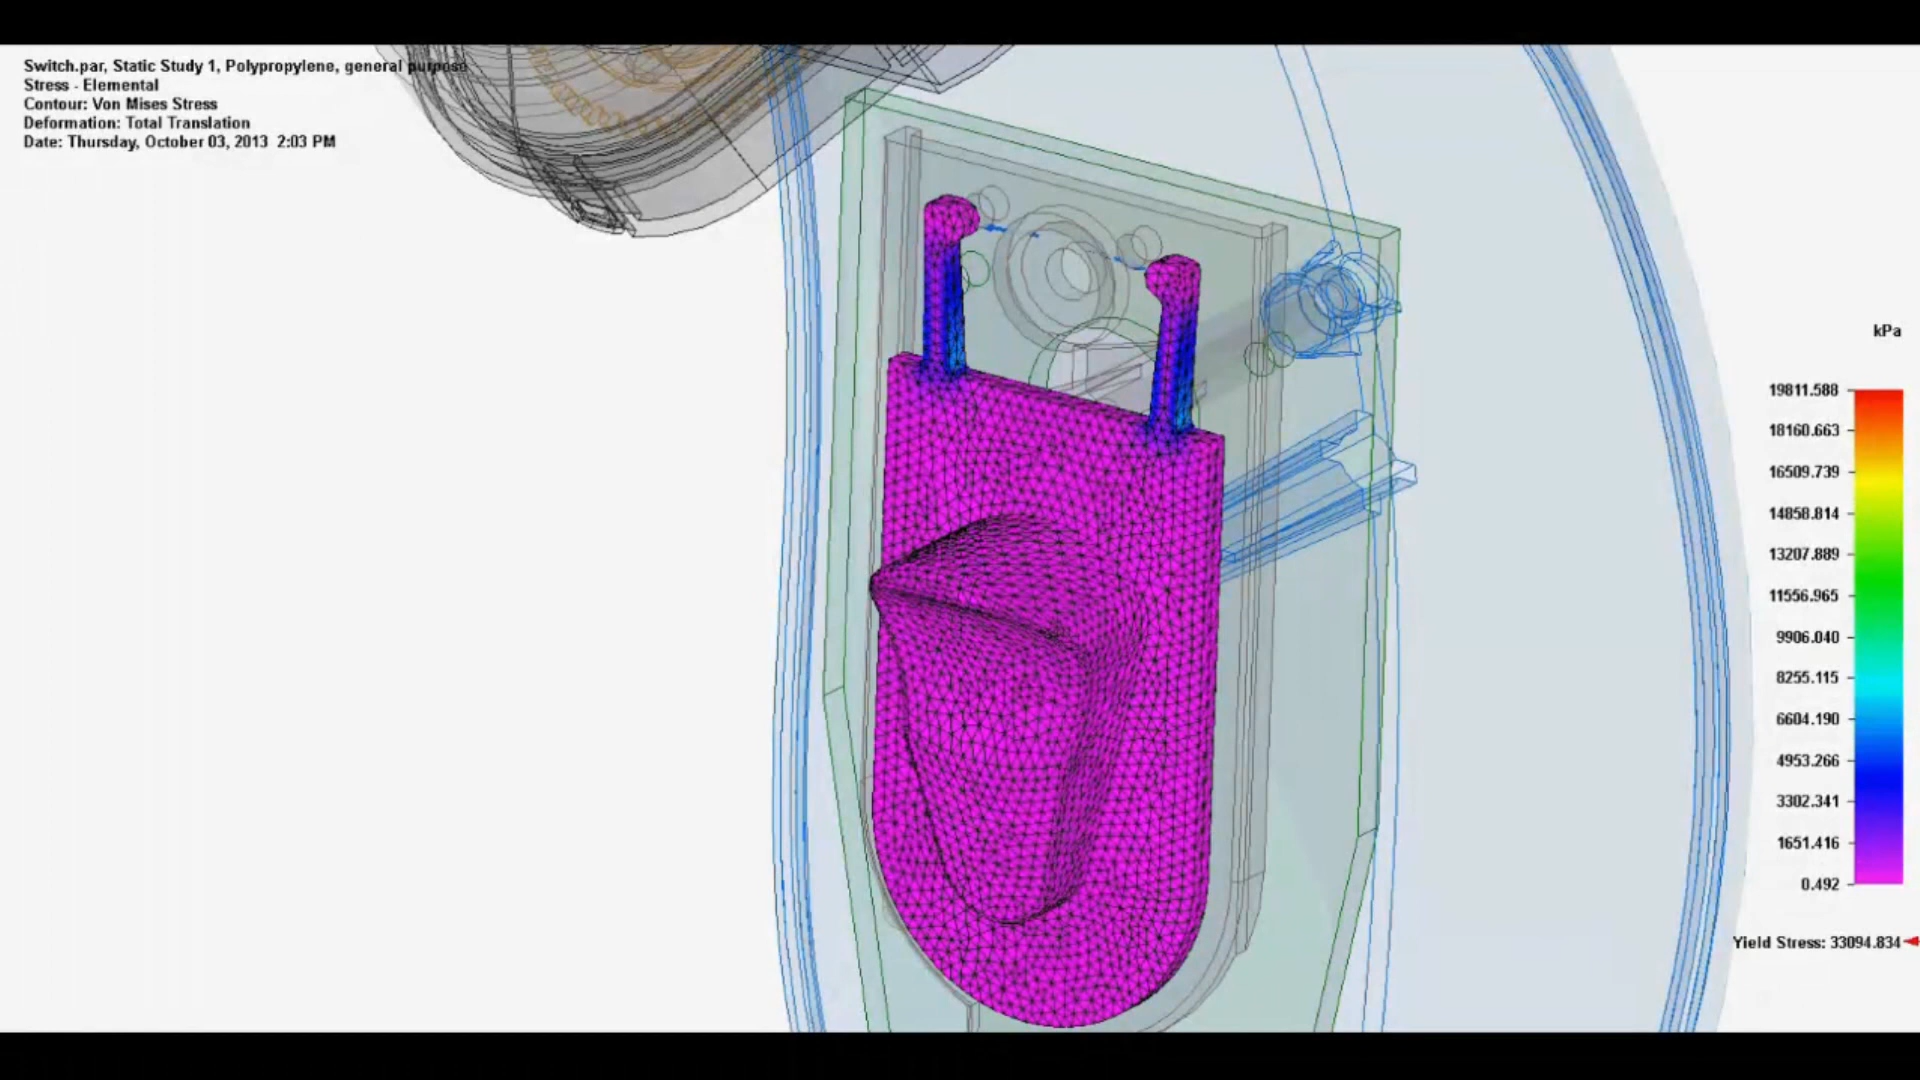 Switch.par, Static Study 1, Polypropylene, general purpose
Stress - Elemental
Contour: Von Mises Stress
Deformation: Total Translation
Date: Thursday, October 03, 2013 2:03 PM
kPa
19811.588
18160.663
16509.739
14858.814
13207.889
11556.965
9906.040
8255.115
6604.190
4953.266
3302.341
1651.416
0.492
Yield Stress: 33094.834